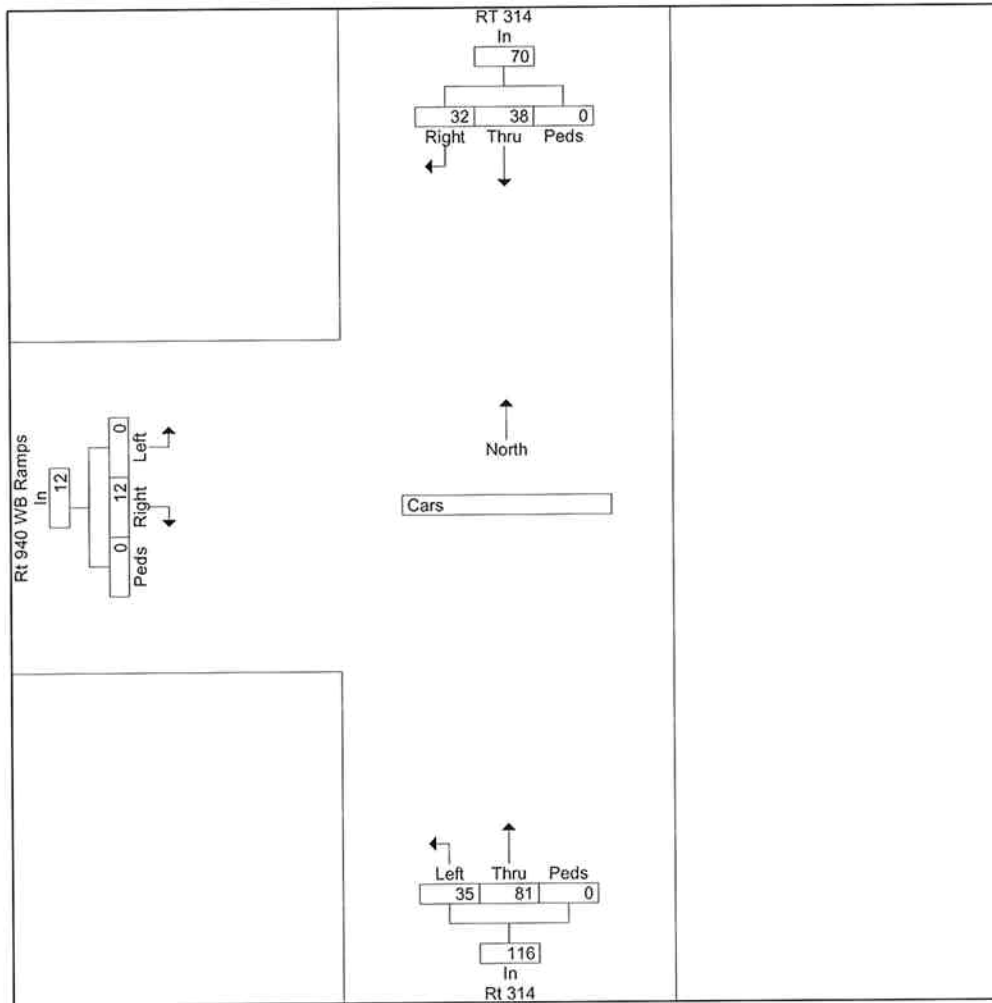 RT 314
In
70
32 38 0
Right Thru Peds
Rt 940 WB Ramps
In
12
0 12 0
Peds Right Left
North
Cars
Left Thru Peds
35 81 0
116
In
Rt 314